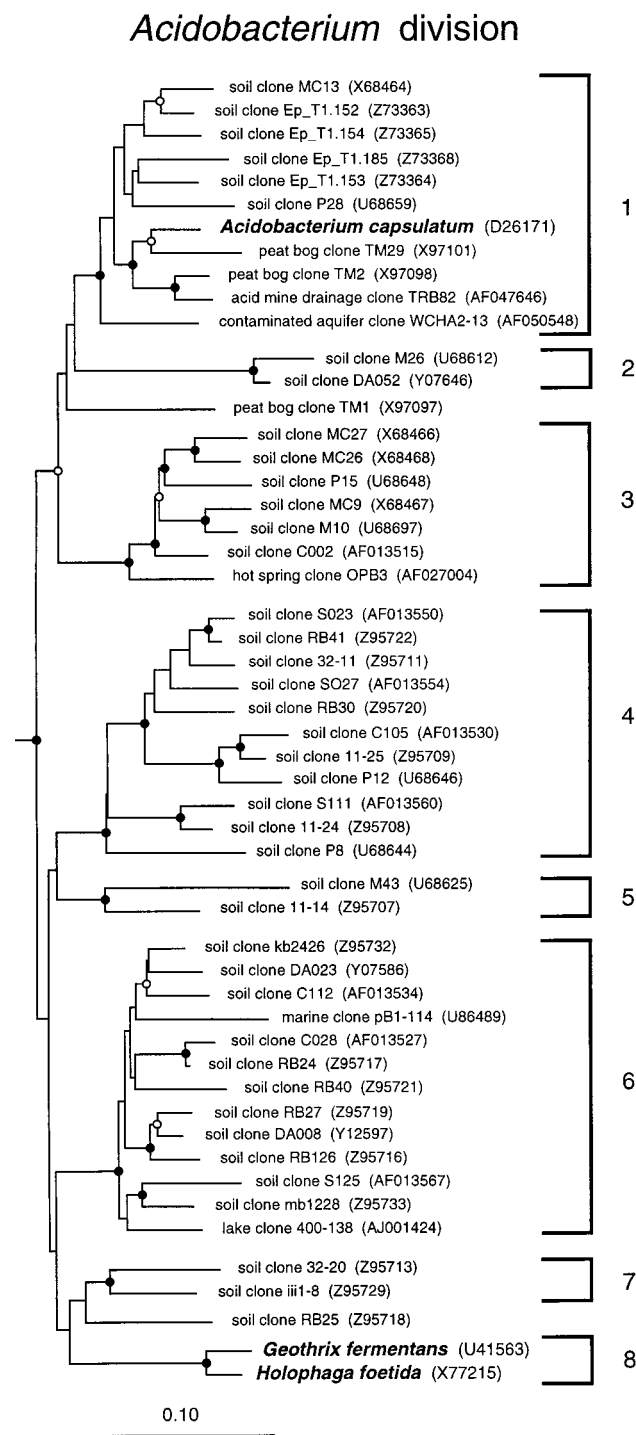 Acidobacterium division
soil clone MC13 (X68464)
soil clone Ep_T1.152 (Z73363)
soil clone Ep_T1.154 (Z73365)
soil clone Ep_T1.185 (Z73368)
soil clone Ep_T1.153 (Z73364)
soil clone P28 (U68659)
1
Acidobacterium capsulatum (D26171)
peat bog clone TM29 (X97101)
peat bog clone TM2 (X97098)
acid mine drainage clone TRB82 (AF047646)
contaminated aquifer clone WCHA2-13 (AF050548)
soil clone M26 (U68612)
2
soil clone DA052 (Y07646)
peat bog clone TM1 (X97097)
soil clone MC27 (X68466)
soil clone MC26 (X68468)
soil clone P15 (U68648)
3
soil clone MC9 (X68467)
soil clone M10 (U68697)
soil clone C002 (AF013515)
hot spring clone OPB3 (AF027004)
soil clone S023 (AF013550)
soil clone RB41 (Z95722)
soil clone 32-11 (Z95711)
soil clone SO27 (AF013554)
soil clone RB30 (Z95720)
4
soil clone C105 (AF013530)
soil clone 11-25 (Z95709)
soil clone P12 (U68646)
soil clone S111 (AF013560)
soil clone 11-24 (Z95708)
soil clone P8 (U68644)
soil clone M43 (U68625)
5
soil clone 11-14 (Z95707)
soil clone kb2426 (Z95732)
soil clone DA023 (Y07586)
soil clone C112 (AF013534)
marine clone pB1-114 (U86489)
soil clone C028 (AF013527)
soil clone RB24 (Z95717)
6
soil clone RB40 (Z95721)
soil clone RB27 (Z95719)
soil clone DA008 (Y12597)
soil clone RB126 (Z95716)
soil clone S125 (AF013567)
soil clone mb1228 (Z95733)
lake clone 400-138 (AJ001424)
soil clone 32-20 (Z95713)
7
soil clone iii1-8 (Z95729)
soil clone RB25 (Z95718)
Geothrix fermentans (U41563)
8
Holophaga foetida (X77215)
0.10